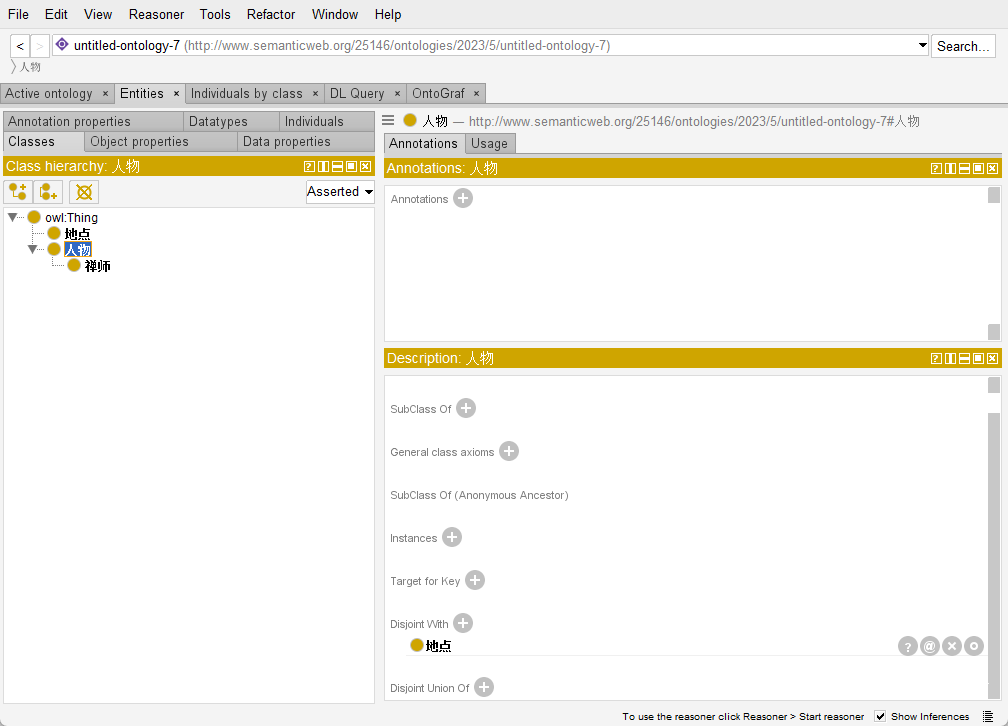 File Edit View Reasoner Tools Refactor Window Help
< > untitled-ontology-7 (http://www.semanticweb.org/25146/ontologies/2023/5/untitled-ontology-7) Search...
〉人物
Active ontology × Entities × Individuals by class × DL Query × OntoGraf ×
Annotation properties Datatypes Individuals
Classes Object properties Data properties
Class hierarchy: 人物
Asserted
owl:Thing
地点
人物
禅师
人物 — http://www.semanticweb.org/25146/ontologies/2023/5/untitled-ontology-7#人物
Annotations Usage
Annotations: 人物
Annotations +
Description: 人物
SubClass Of +
General class axioms +
SubClass Of (Anonymous Ancestor)
Instances +
Target for Key +
Disjoint With +
地点 ? @ × o
Disjoint Union Of +
To use the reasoner click Reasoner > Start reasoner Show Inferences